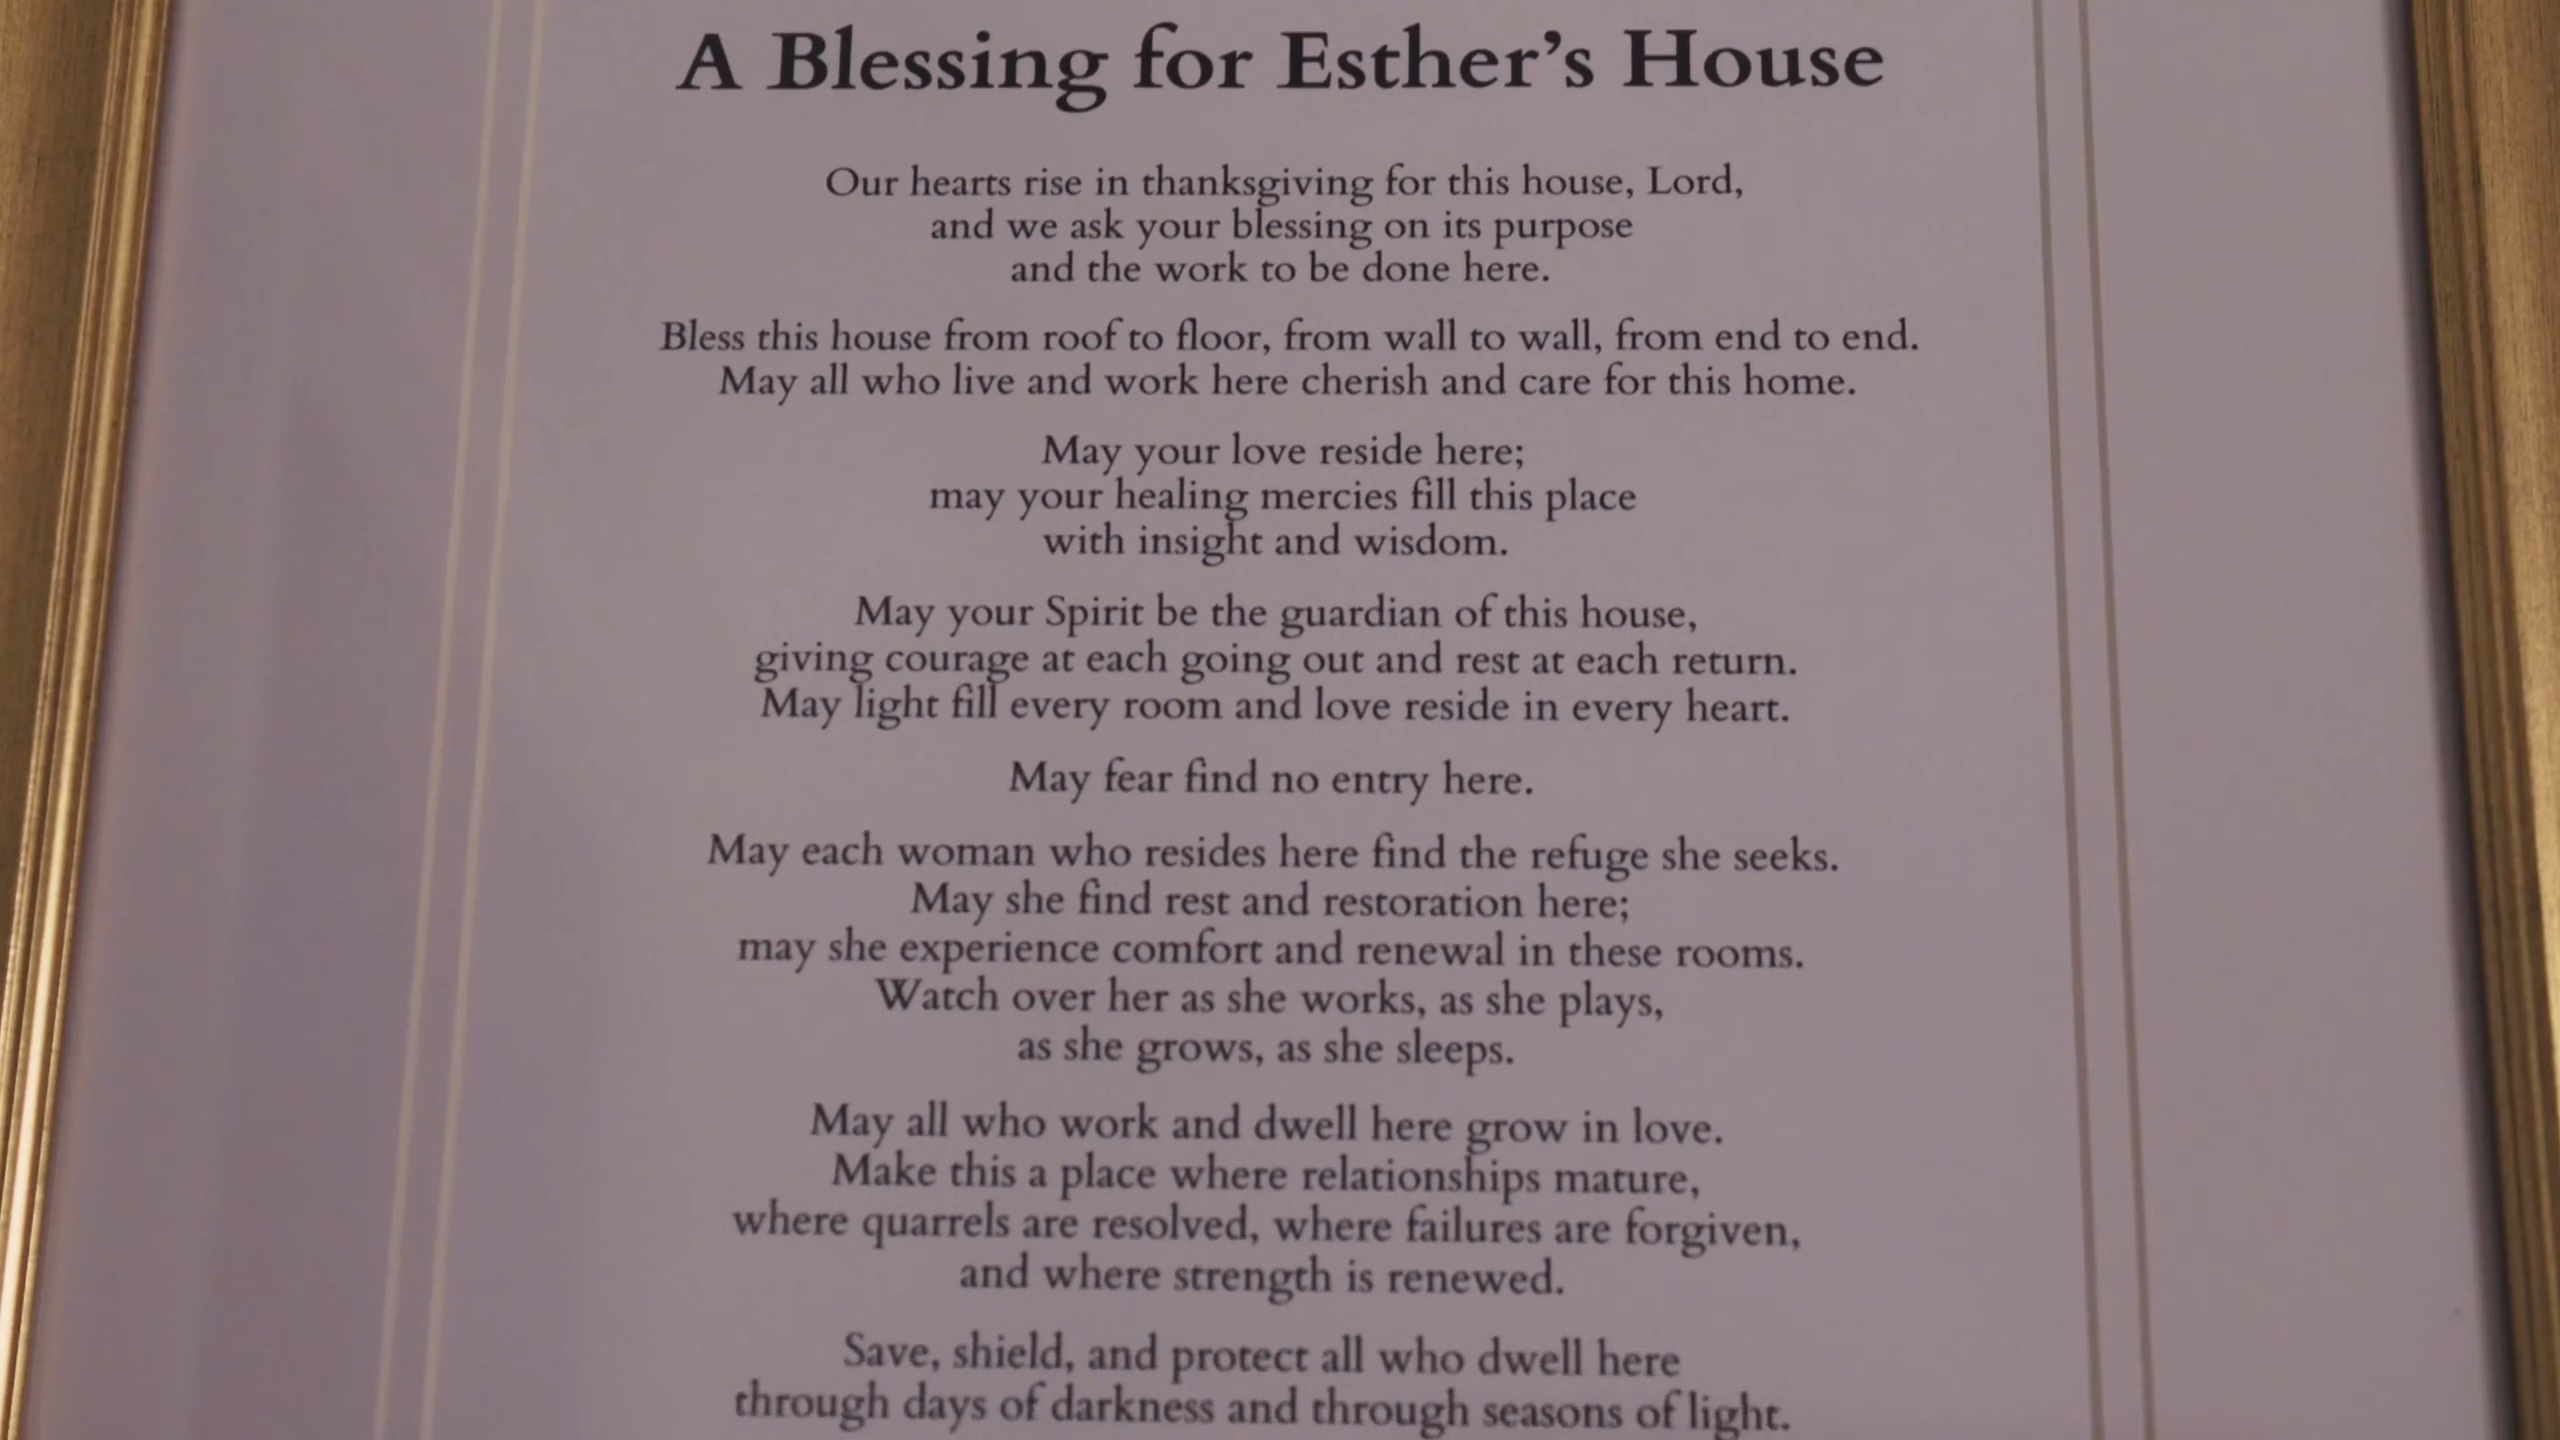 A Blessing for Esther’s House
Our hearts rise in thanksgiving for this house, Lord,
and we ask your blessing on its purpose
and the work to be done here.
Bless this house from roof to floor, from wall to wall, from end to end.
May all who live and work here cherish and care for this home.
May your love reside here;
may your healing mercies fill this place
with insight and wisdom.
May your Spirit be the guardian of this house,
giving courage at each going out and rest at each return.
May light fill every room and love reside in every heart.
May fear find no entry here.
May each woman who resides here find the refuge she seeks.
May she find rest and restoration here;
may she experience comfort and renewal in these rooms.
Watch over her as she works, as she plays,
as she grows, as she sleeps.
May all who work and dwell here grow in love.
Make this a place where relationships mature,
where quarrels are resolved, where failures are forgiven,
and where strength is renewed.
Save, shield, and protect all who dwell here
through days of darkness and through seasons of light.